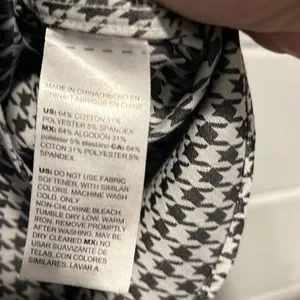 MADE IN CHINA/HECHO EN
CHINA/FABRIQUE EN CHINE
US: 64% COTTON 31%
POLYESTER 5% SPANDEX
MX: 64% ALGODÓN 31%
poliéster 5% elastano CA: 64%
COTON 31% POLYESTER 5%
SPANDEX
US: DO NOT USE FABRIC
SOFTENER. WITH SIMILAR
COLORS. MACHINE WASH
COLD. ONLY
NON-CHLORINE BLEACH
TUMBLE DRY LOW. WARM
IRON. REMOVE PROMPTLY
AFTER WASHING. MAY BE
DRY CLEANED MX: NO
USAR SUAVIZANTE DE
TELAS. CON COLORES
SIMILARES. LAVAR A